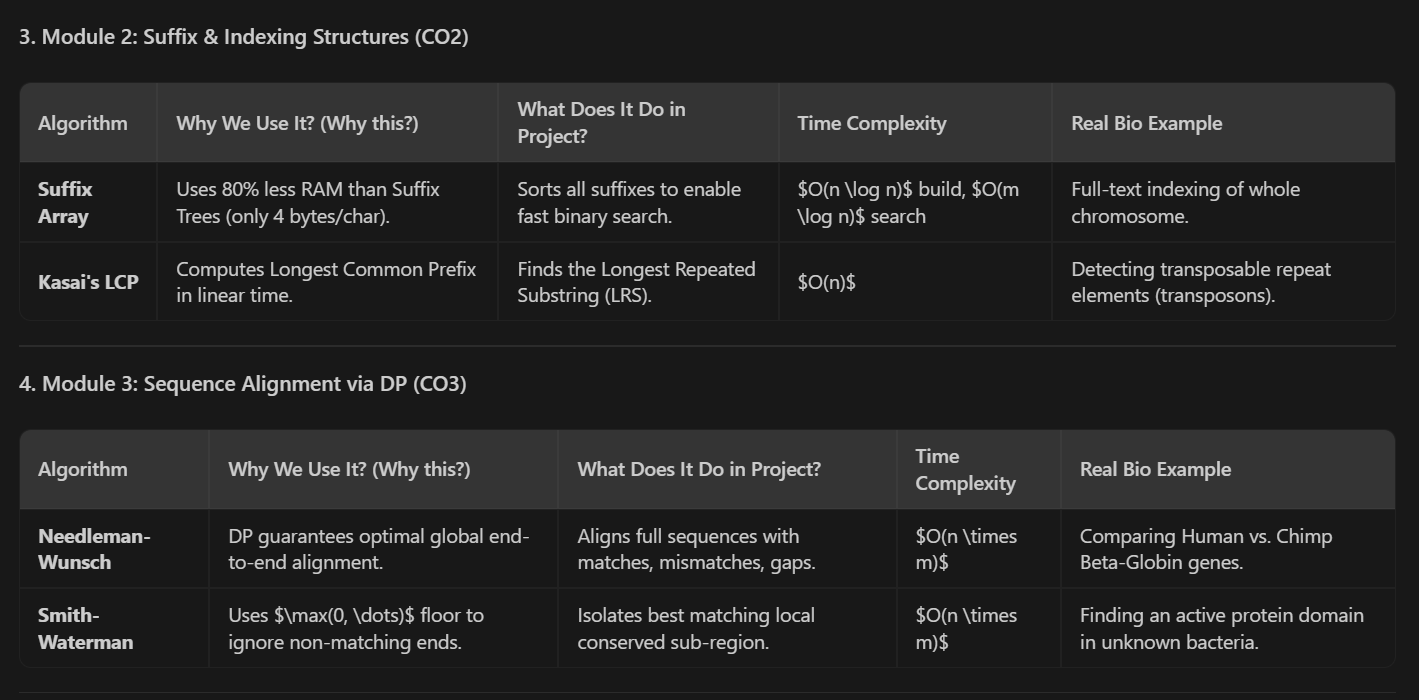 3. Module 2: Suffix & Indexing Structures (CO2)
Algorithm
Why We Use It? (Why this?)
What Does It Do in
Project?
Time Complexity
Real Bio Example
Suffix
Array
Uses 80% less RAM than Suffix
Trees (only 4 bytes/char).
Sorts all suffixes to enable
fast binary search.
$O(n \log n)$ build, $O(m
\log n)$ search
Full-text indexing of whole
chromosome.
Kasai's LCP
Computes Longest Common Prefix
in linear time.
Finds the Longest Repeated
Substring (LRS).
$O(n)$
Detecting transposable repeat
elements (transposons).
4. Module 3: Sequence Alignment via DP (CO3)
Algorithm
Why We Use It? (Why this?)
What Does It Do in Project?
Time
Complexity
Real Bio Example
Needleman-
Wunsch
DP guarantees optimal global end-
to-end alignment.
Aligns full sequences with
matches, mismatches, gaps.
$O(n \times
m)$
Comparing Human vs. Chimp
Beta-Globin genes.
Smith-
Waterman
Uses $\max(0, \dots)$ floor to
ignore non-matching ends.
Isolates best matching local
conserved sub-region.
$O(n \times
m)$
Finding an active protein domain
in unknown bacteria.